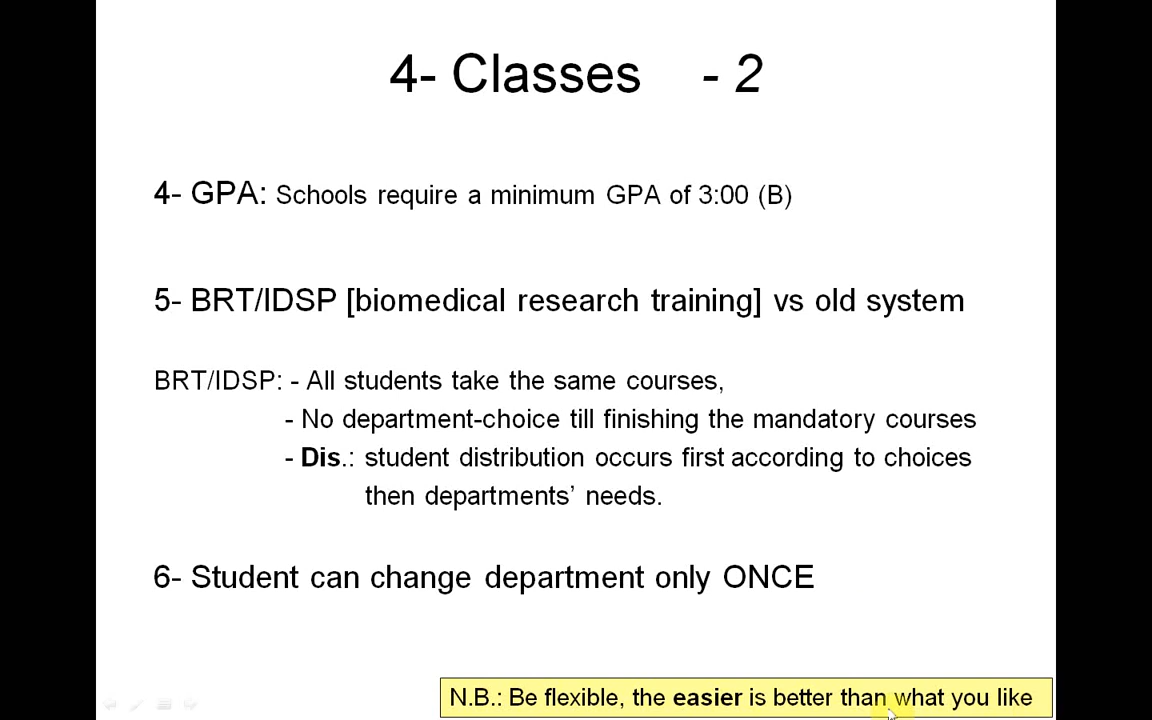 4- Classes - 2
4- GPA: Schools require a minimum GPA of 3:00 (B)
5- BRT/IDSP [biomedical research training] vs old system
BRT/IDSP: - All students take the same courses,
- No department-choice till finishing the mandatory courses
- Dis.: student distribution occurs first according to choices
then departments’ needs.
6- Student can change department only ONCE
N.B.: Be flexible, the easier is better than what you like